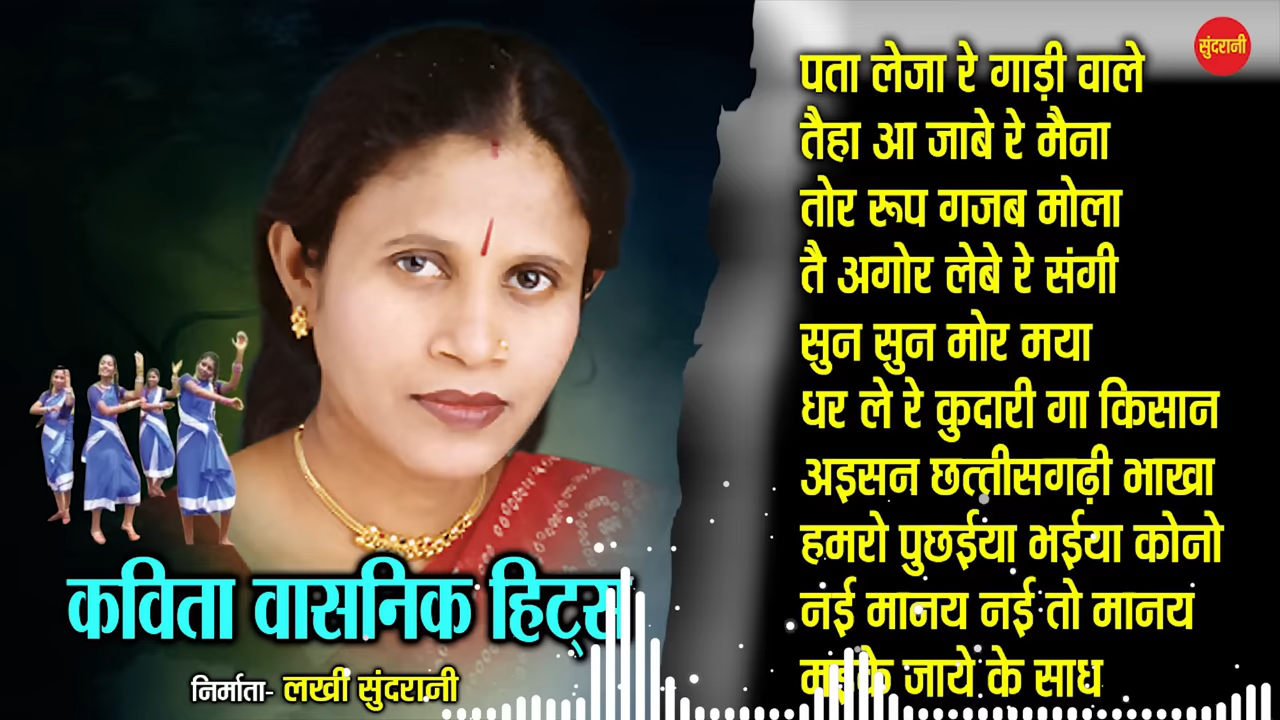 सुंदरानी
पता लेजा रे गाड़ी वाले
तैहा आ जाबे रे मैना
तोर रूप गजब मोला
तै अगोर लेबे रे संगी
सुन सुन मोर मया
धर ले रे कुदारी गा किसान
अइसन छत्तीसगढ़ी भाखा
हमरो पुछईया भईया कोनो
नई मानय नई तो मानय
मइके जाये के साध
कविता वासनिक हिट्स
निर्माता- लखी सुंदरानी